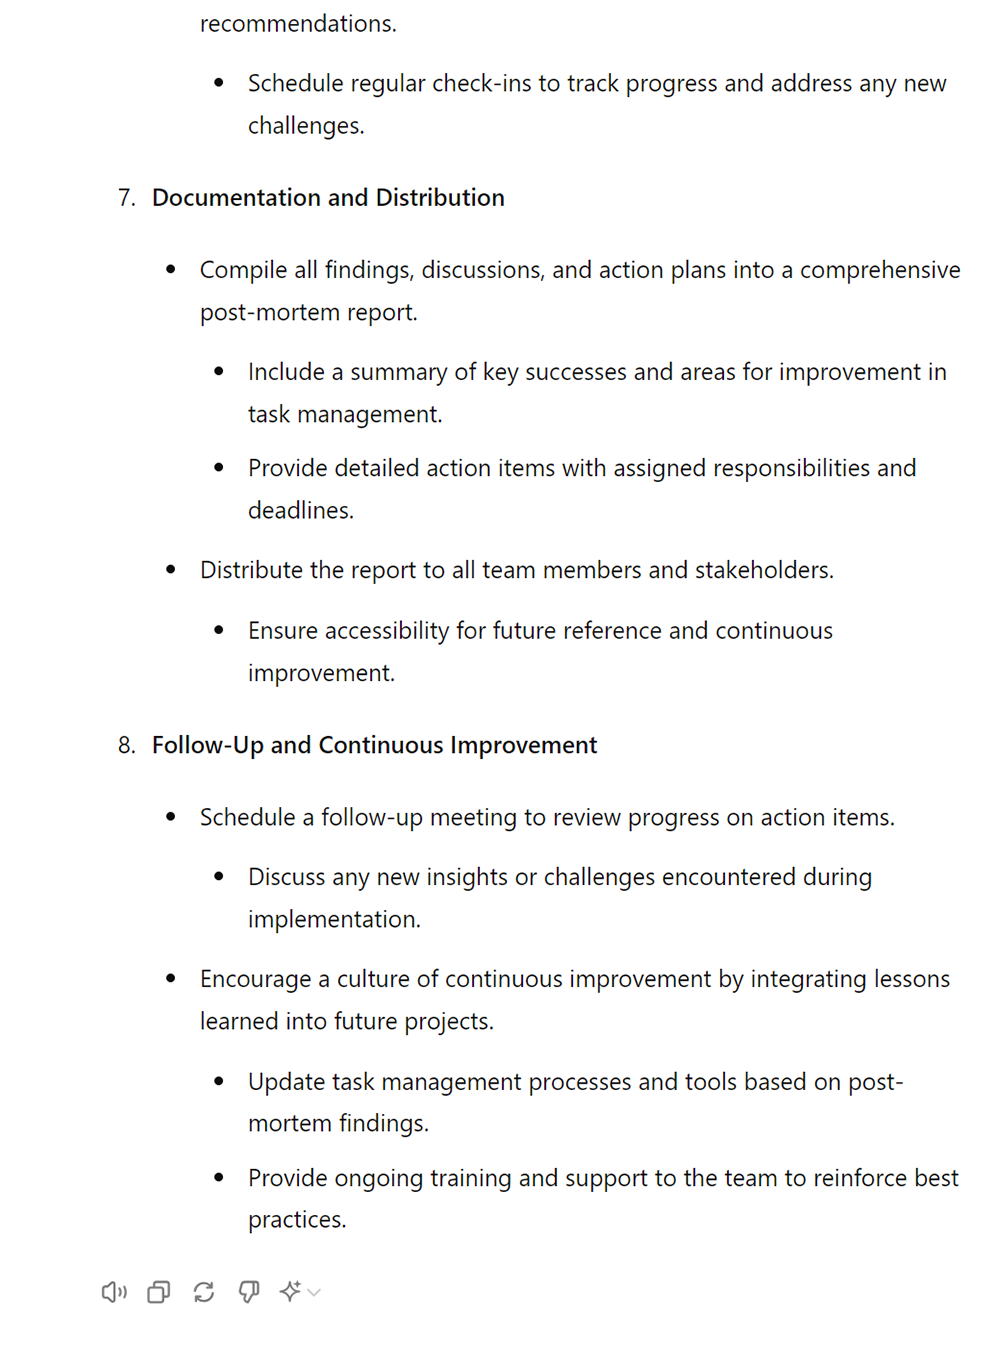 recommendations.
• Schedule regular check-ins to track progress and address any new
challenges.
7. Documentation and Distribution
• Compile all findings, discussions, and action plans into a comprehensive
post-mortem report.
• Include a summary of key successes and areas for improvement in
task management.
• Provide detailed action items with assigned responsibilities and
deadlines.
• Distribute the report to all team members and stakeholders.
• Ensure accessibility for future reference and continuous
improvement.
8. Follow-Up and Continuous Improvement
• Schedule a follow-up meeting to review progress on action items.
• Discuss any new insights or challenges encountered during
implementation.
• Encourage a culture of continuous improvement by integrating lessons
learned into future projects.
• Update task management processes and tools based on post-
mortem findings.
• Provide ongoing training and support to the team to reinforce best
practices.